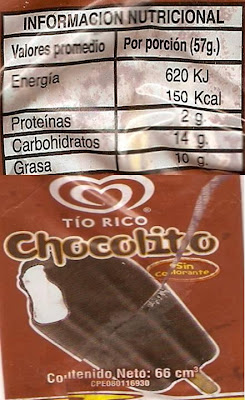 INFORMACION NUTRICIONAL
Valores promedio Por porción (57g.)
Energía 620 KJ
150 Kcal
Proteínas 2 g.
Carbohidratos 14 g.
Grasa 10 g.
TÍO RICO
Chocolito
Sin
colorante
Contenido Neto: 66 cm³
CPE080116930